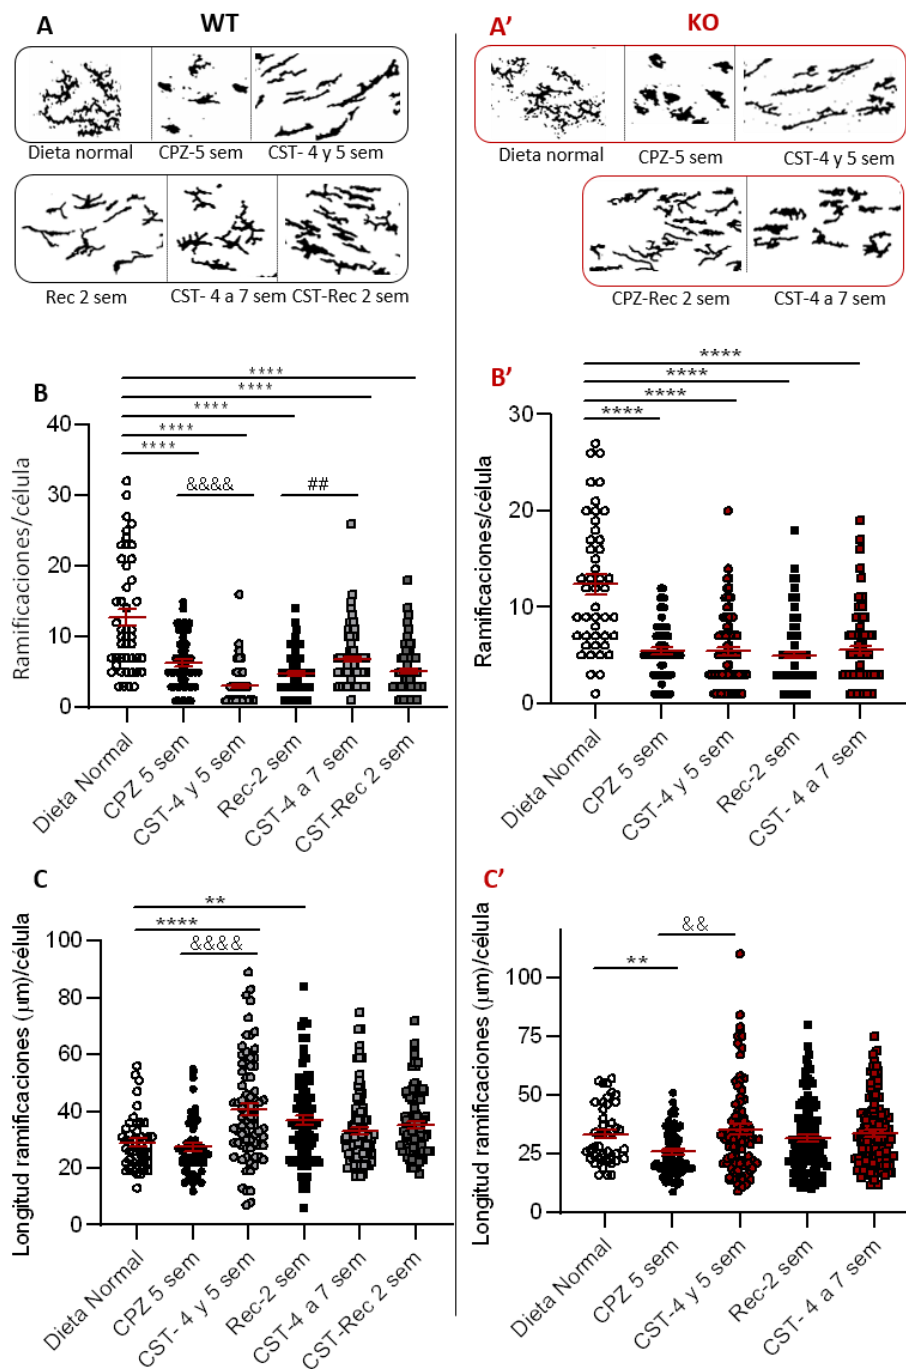 A
WT
Dieta normal
CPZ-5 sem
CST- 4 y 5 sem
Rec 2 sem
CST- 4 a 7 sem
CST-Rec 2 sem
A’
KO
Dieta normal
CPZ-5 sem
CST-4 y 5 sem
CPZ-Rec 2 sem
CST-4 a 7 sem
B
****
****
****
****
****
&&&&
##
Ramificaciones/célula
40
30
20
10
0
Dieta Normal
CPZ 5 sem
CST-4 y 5 sem
Rec-2 sem
CST-4 a 7 sem
CST-Rec 2 sem
B’
****
****
****
****
Ramificaciones/célula
30
20
10
0
Dieta Normal
CPZ 5 sem
CST-4 y 5 sem
Rec-2 sem
CST-4 a 7 sem
C
**
****
&&&&
Longitud ramificaciones (μm)/célula
100
80
60
40
20
0
Dieta Normal
CPZ 5 sem
CST- 4 y 5 sem
Rec-2 sem
CST-4 a 7 sem
CST-Rec 2 sem
C’
&&
**
Longitud ramificaciones (μm)/célula
100
75
50
25
0
Dieta Normal
CPZ 5 sem
CST-4 y 5 sem
Rec-2 sem
CST-4 a 7 sem